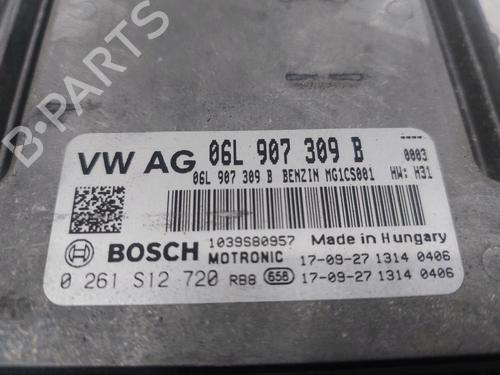 B-PARTS
VW AG 06L 907 309 B 0003
06L 907 309 B BENZIN MG1CS001 HW: H31
BOSCH 1039S80957 Made in Hungary
MOTRONIC 17-09-27 1314 0406
0 261 S12 720 RB8 658 17-09-27 1314 0406